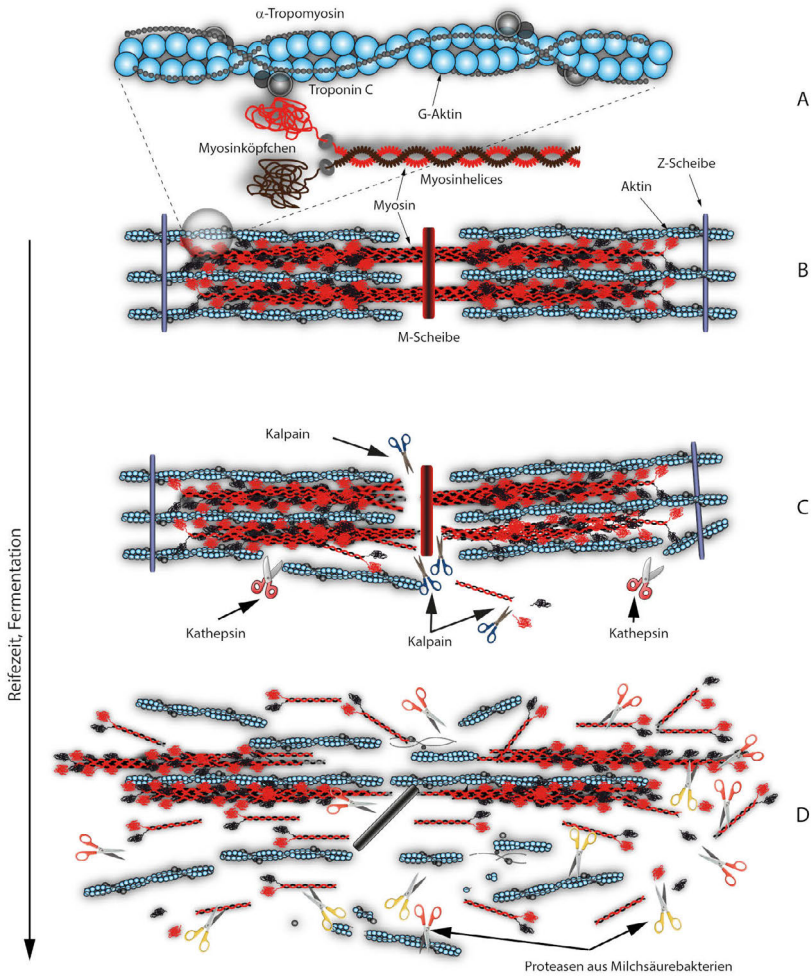 α-Tropomyosin
Troponin C
G-Aktin
A
Myosinköpfchen
Myosinhelices
Z-Scheibe
Aktin
Myosin
B
M-Scheibe
Kalpain
C
Kathepsin
Kalpain
Kathepsin
Reifezeit, Fermentation
D
Proteasen aus Milchsäurebakterien